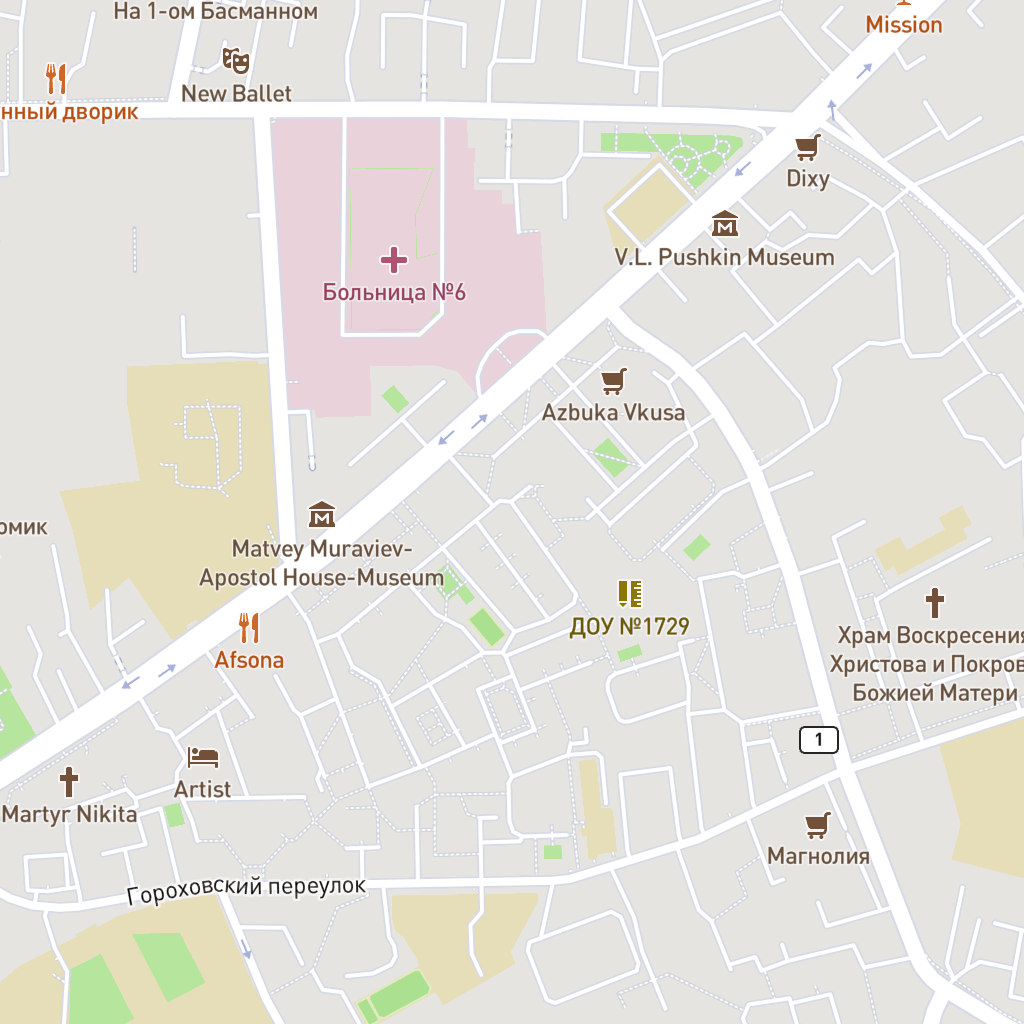 На 1-ом Басманном
Mission
New Ballet
нный дворик
Dixy
V.L. Pushkin Museum
Больница №6
Azbuka Vkusa
омик
Matvey Muraviev-
Apostol House-Museum
ДОУ №1729
Afsona
Храм Воскресения
Христова и Покров
Божией Матери
1
Artist
Martyr Nikita
Магнолия
Гороховский переулок